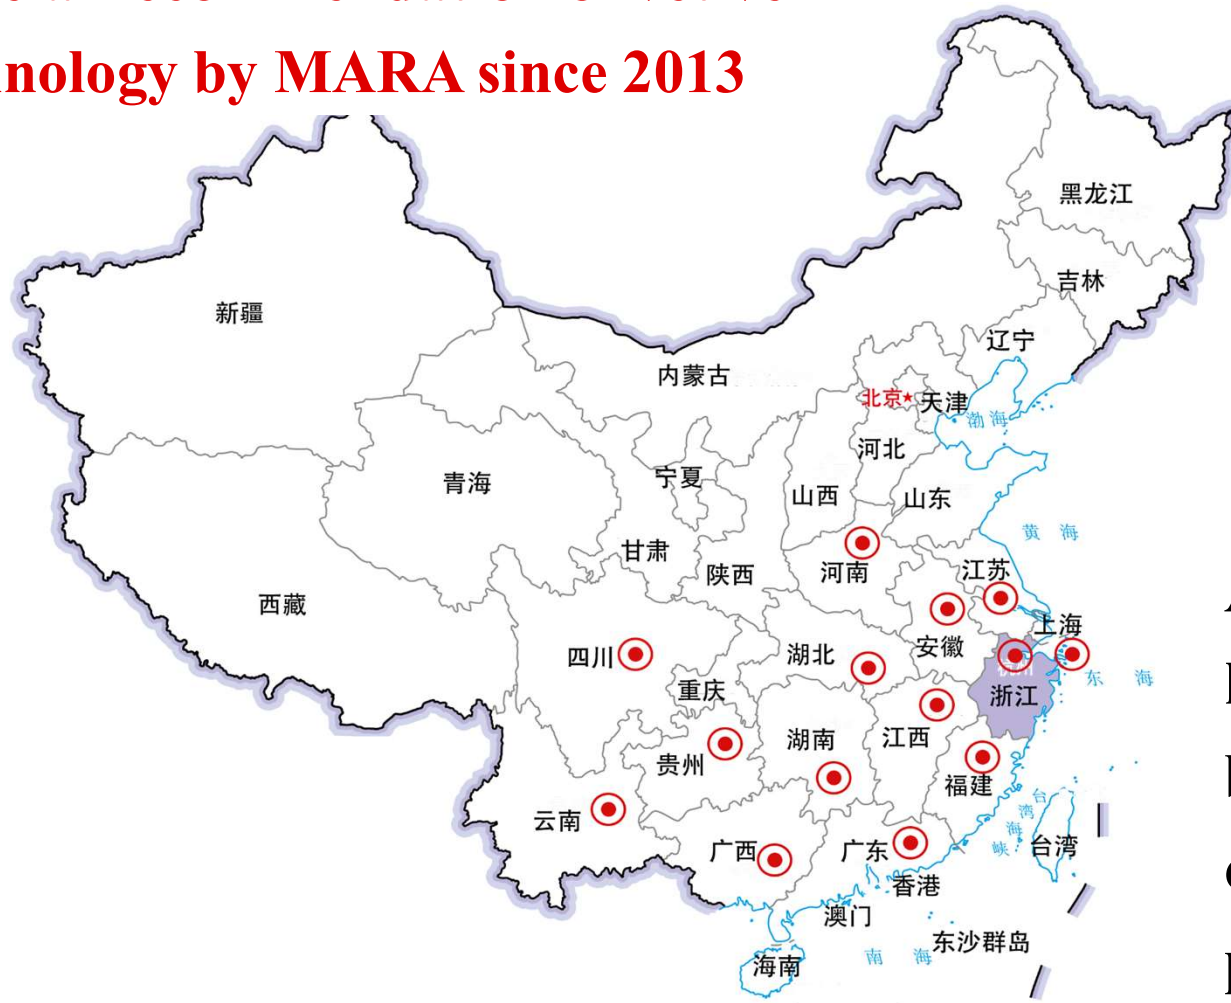 nology by MARA since 2013
黑龙江
吉林
新疆
辽宁
内蒙古
北京
天津
渤海
河北
青海
宁夏
山西
山东
黄 海
甘肃
河南
江苏
陕西
西藏
上海
四川
湖北
安徽
东 海
重庆
浙江
湖南
江西
贵州
福建
台湾海峡
云南
广西
广东
台湾
香港
澳门
东沙群岛
南 海
海南